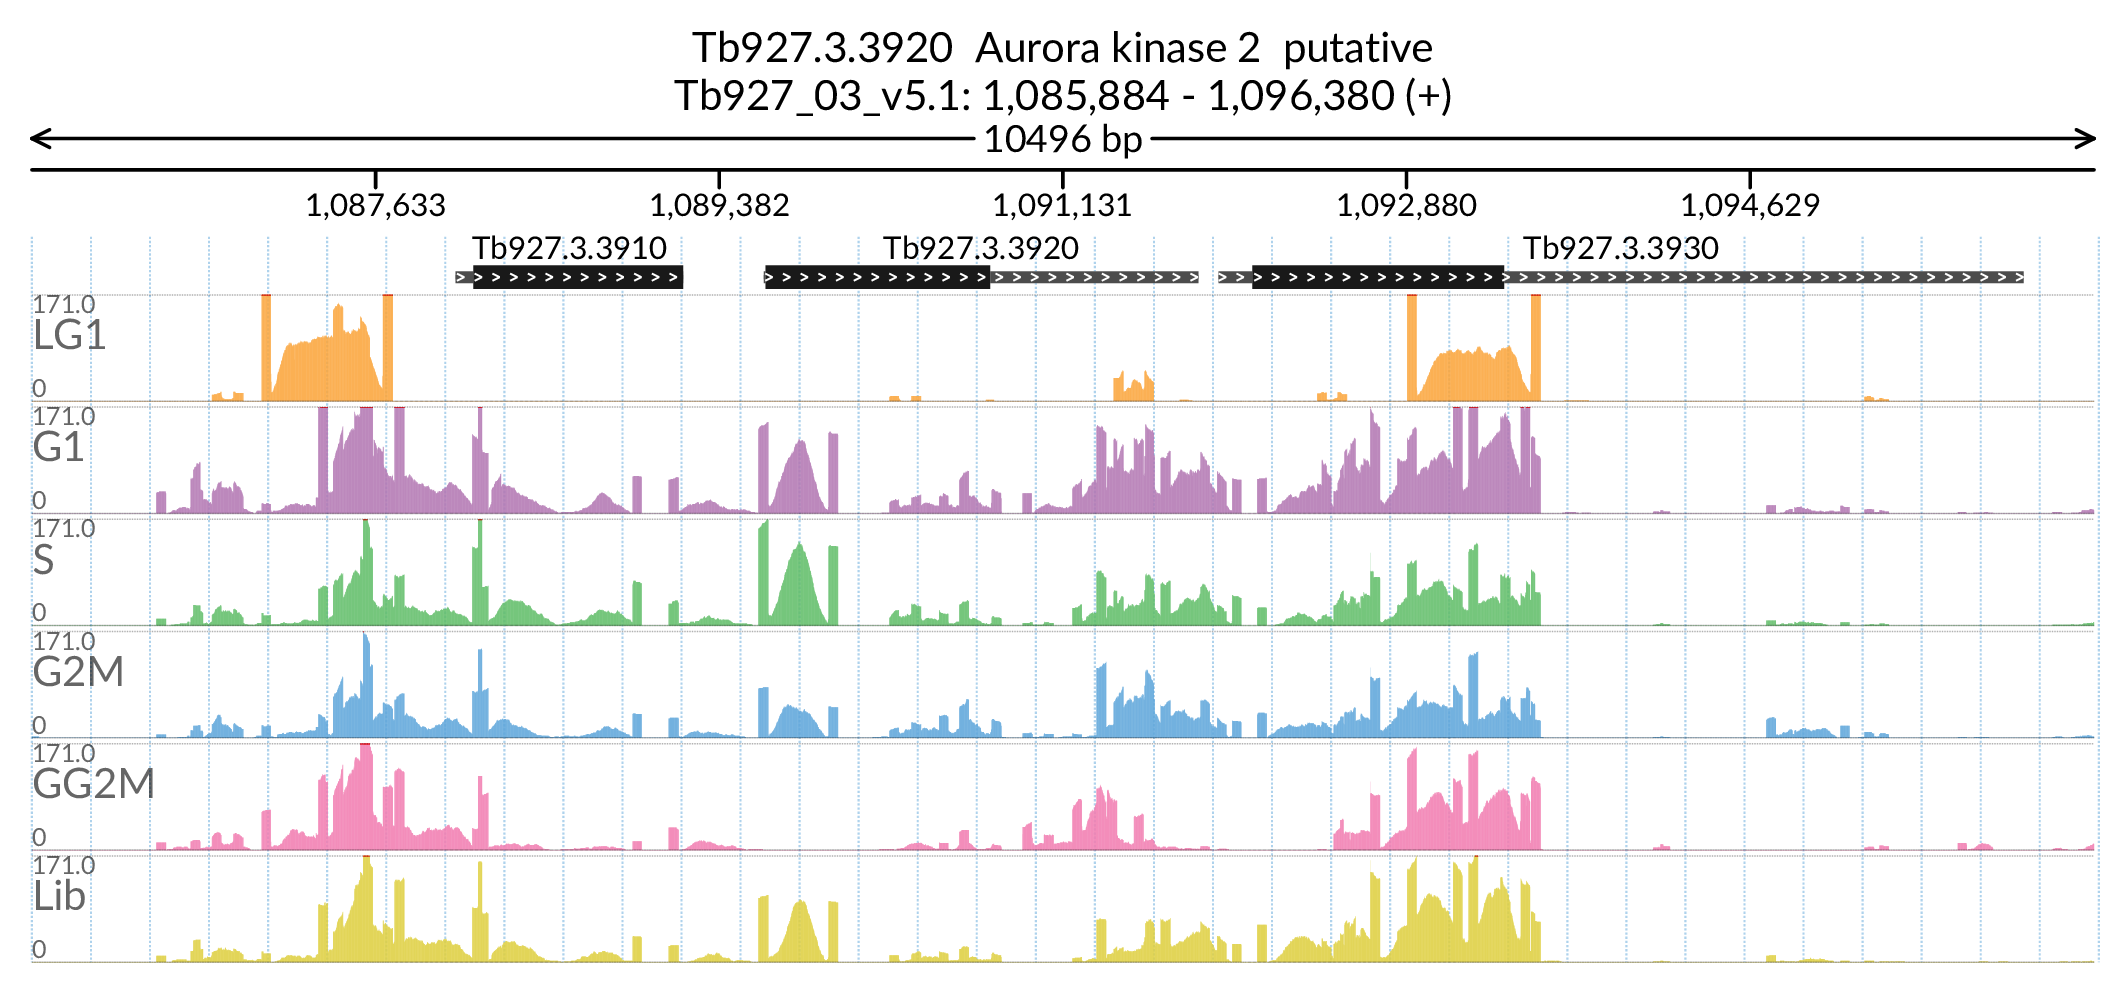 Tb927.3.3920 Aurora kinase 2 putative
Tb927_03_v5.1: 1,085,884 - 1,096,380 (+)
10496 bp
1,087,633 1,089,382 1,091,131 1,092,880 1,094,629
Tb927.3.3910 Tb927.3.3920 Tb927.3.3930
171.0
LG1
0
171.0
G1
0
171.0
S
0
171.0
G2M
0
171.0
GG2M
0
171.0
Lib
0